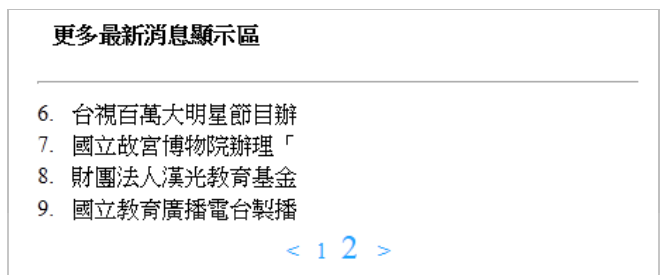 更多最新消息顯示區
6. 台視百萬大明星節目辦
7. 國立故宮博物院辦理「
8. 財團法人漢光教育基金
9. 國立教育廣播電台製播
< 1 2 >